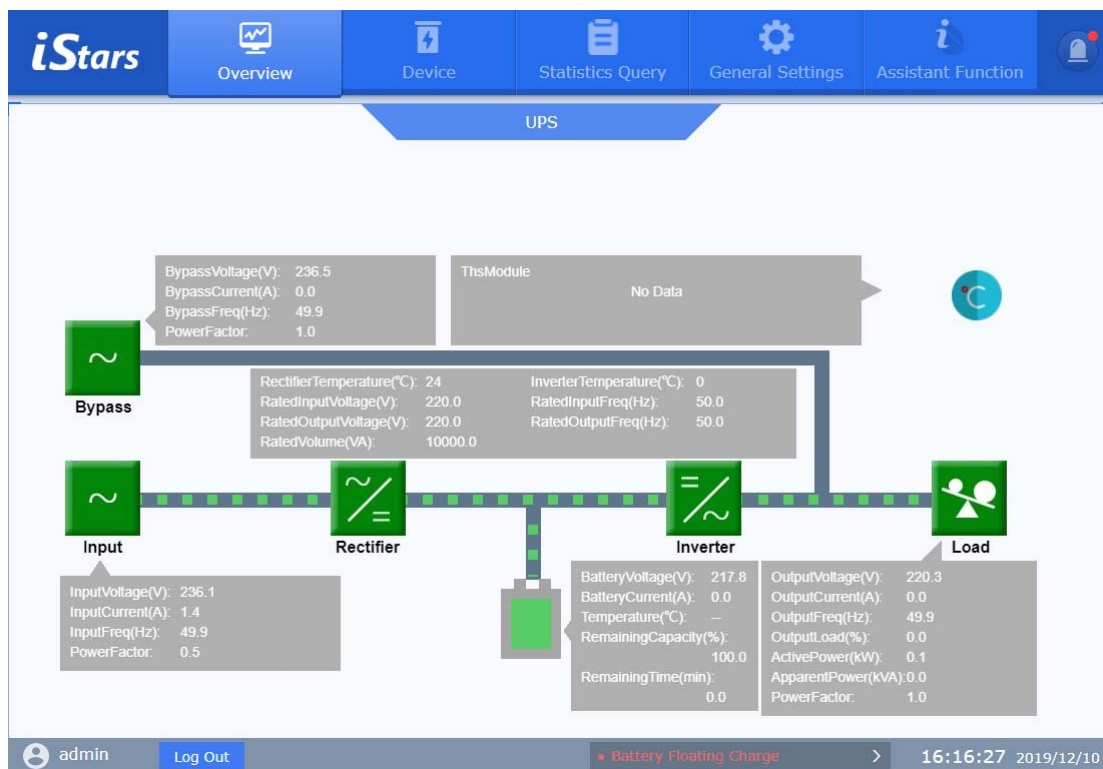 iStars
Overview
Device
Statistics Query
General Settings
Assistant Function
UPS
BypassVoltage(V): 236.5
BypassCurrent(A): 0.0
BypassFreq(Hz): 49.9
PowerFactor: 1.0
ThsModule
No Data
°C
Bypass
RectifierTemperature(℃): 24 InverterTemperature(℃): 0
RatedInputVoltage(V): 220.0 RatedInputFreq(Hz): 50.0
RatedOutputVoltage(V): 220.0 RatedOutputFreq(Hz): 50.0
RatedVolume(VA): 10000.0
Input
Rectifier
Inverter
Load
InputVoltage(V): 236.1
InputCurrent(A): 1.4
InputFreq(Hz): 49.9
PowerFactor: 0.5
BatteryVoltage(V): 217.8
BatteryCurrent(A): 0.0
Temperature(℃): --
RemainingCapacity(%):
100.0
RemainingTime(min):
0.0
OutputVoltage(V): 220.3
OutputCurrent(A): 0.0
OutputFreq(Hz): 49.9
OutputLoad(%): 0.0
ActivePower(kW): 0.1
ApparentPower(kVA):0.0
PowerFactor: 1.0
admin
Log Out
• Battery Floating Charge >
16:16:27 2019/12/10